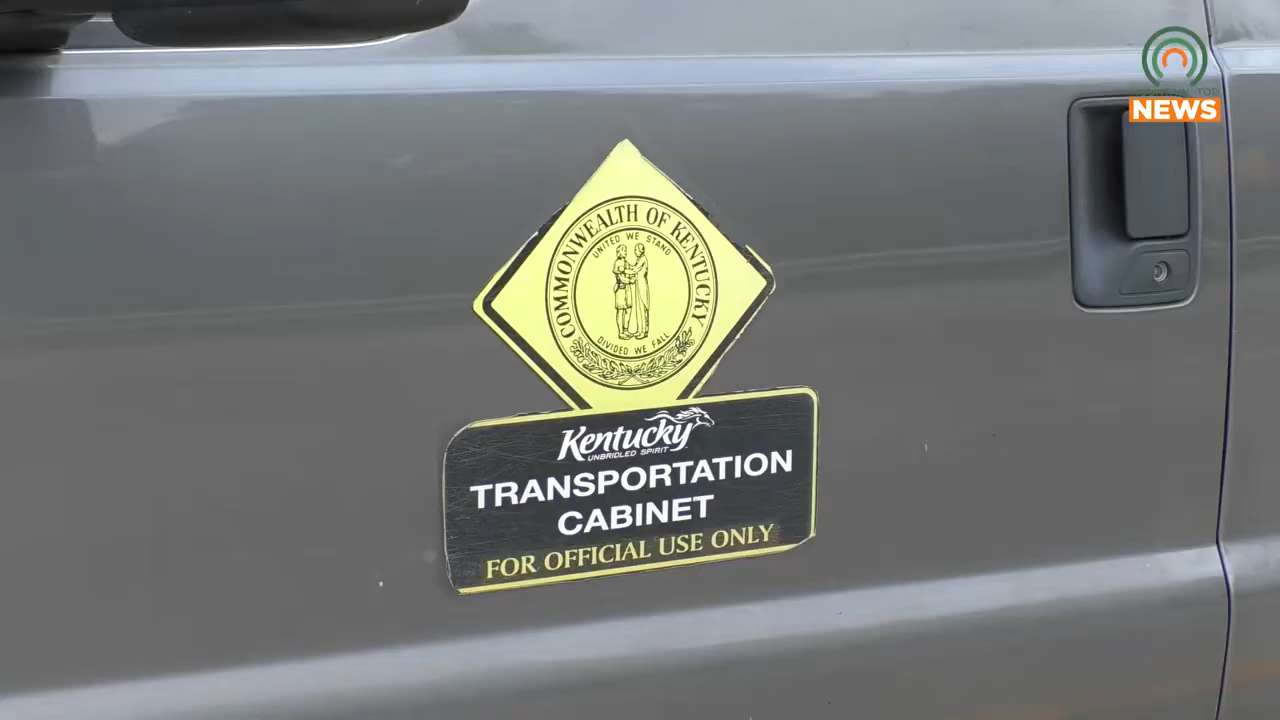 NEWS
COMMONWEALTH OF KENTUCKY
UNITED WE STAND
DIVIDED WE FALL
Kentucky
UNBRIDLED SPIRIT
TRANSPORTATION
CABINET
FOR OFFICIAL USE ONLY